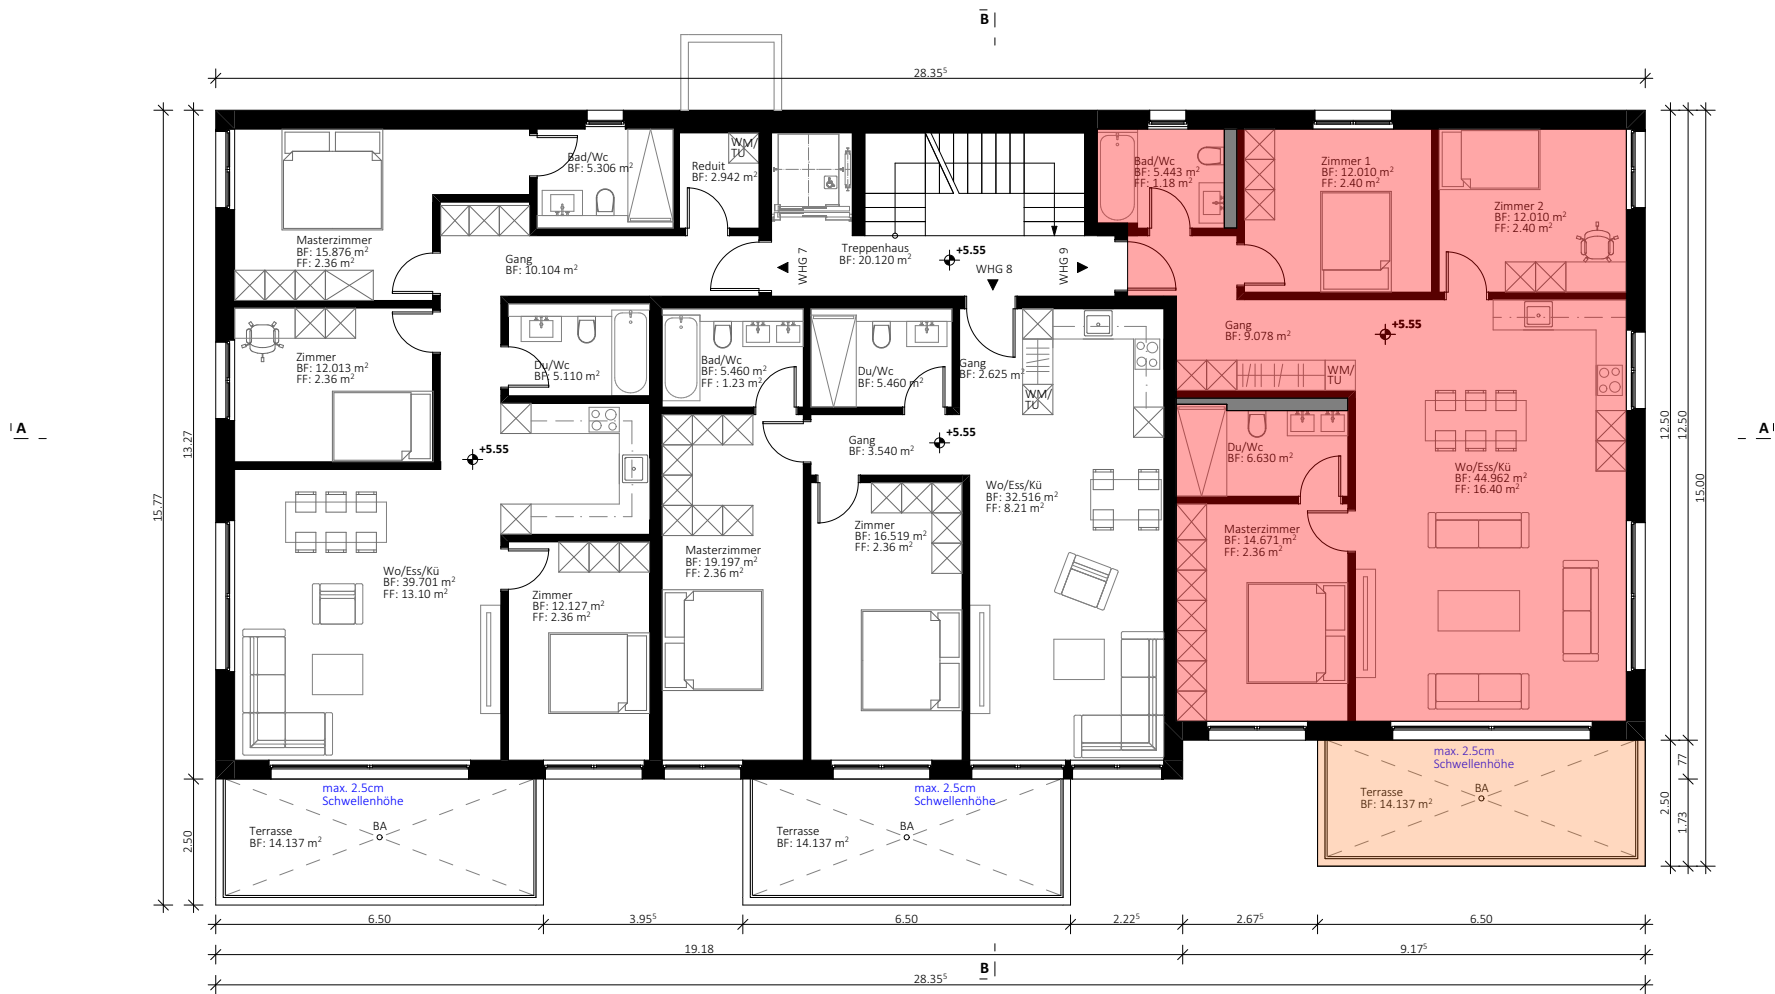 B
28.35⁵
Bad/Wc
BF: 5.306 m²
Reduit
BF: 2.942 m²
WM/
TU
Masterzimmer
BF: 15.876 m²
FF: 2.36 m²
Gang
BF: 10.104 m²
WHG 7
Treppenhaus
BF: 20.120 m²
+5.55
WHG 8
WHG 9
Bad/Wc
BF: 5.443 m²
FF: 1.18 m²
Zimmer 1
BF: 12.010 m²
FF: 2.40 m²
Zimmer 2
BF: 12.010 m²
FF: 2.40 m²
Zimmer
BF: 12.013 m²
FF: 2.36 m²
Du/Wc
BF: 5.110 m²
Bad/Wc
BF: 5.460 m²
FF : 1.23 m²
Du/Wc
BF: 5.460 m²
Gang
BF: 2.625 m²
WM/
TU
Gang
BF: 9.078 m²
+5.55
WM/
TU
A
A
+5.55
Gang
BF: 3.540 m²
+5.55
Du/Wc
BF: 6.630 m²
Wo/Ess/Kü
BF: 44.962 m²
FF: 16.40 m²
Wo/Ess/Kü
BF: 32.516 m²
FF: 8.21 m²
Zimmer
BF: 16.519 m²
FF: 2.36 m²
Masterzimmer
BF: 14.671 m²
FF: 2.36 m²
Masterzimmer
BF: 19.197 m²
FF: 2.36 m²
Wo/Ess/Kü
BF: 39.701 m²
FF: 13.10 m²
Zimmer
BF: 12.127 m²
FF: 2.36 m²
15.77
13.27
2.50
12.50
12.50
15.00
77
2.50
1.73
max. 2.5cm
Schwellenhöhe
Terrasse
BF: 14.137 m²
BA
max. 2.5cm
Schwellenhöhe
Terrasse
BF: 14.137 m²
BA
max. 2.5cm
Schwellenhöhe
Terrasse
BF: 14.137 m²
BA
6.50
3.95⁵
6.50
2.22⁵
2.67⁵
6.50
19.18
9.17⁵
B
28.35⁵